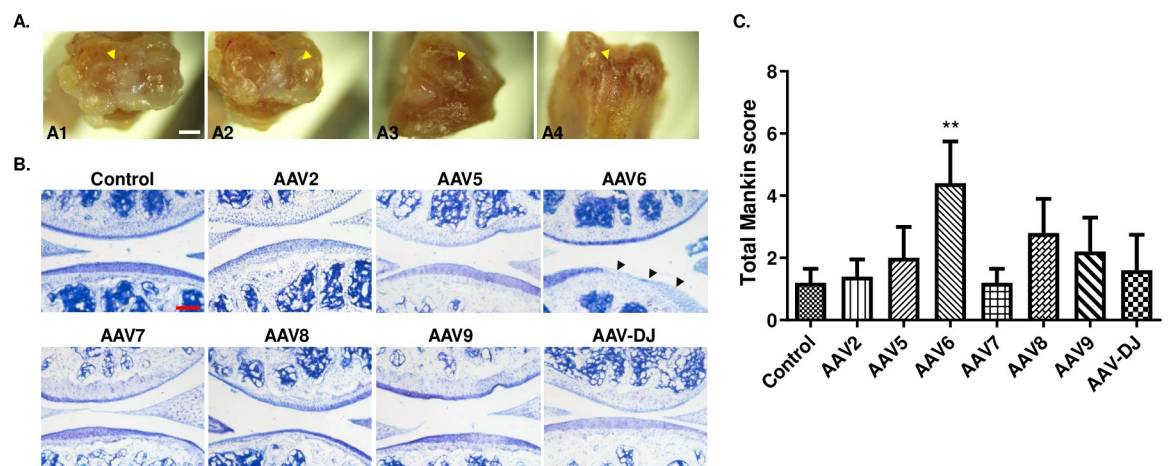 A.
A1 A2 A3 A4
B.
Control AAV2 AAV5 AAV6
AAV7 AAV8 AAV9 AAV-DJ
C.
Total Mankin score
8
6
4
2
0
**
Control AAV2 AAV5 AAV6 AAV7 AAV8 AAV9 AAV-DJ